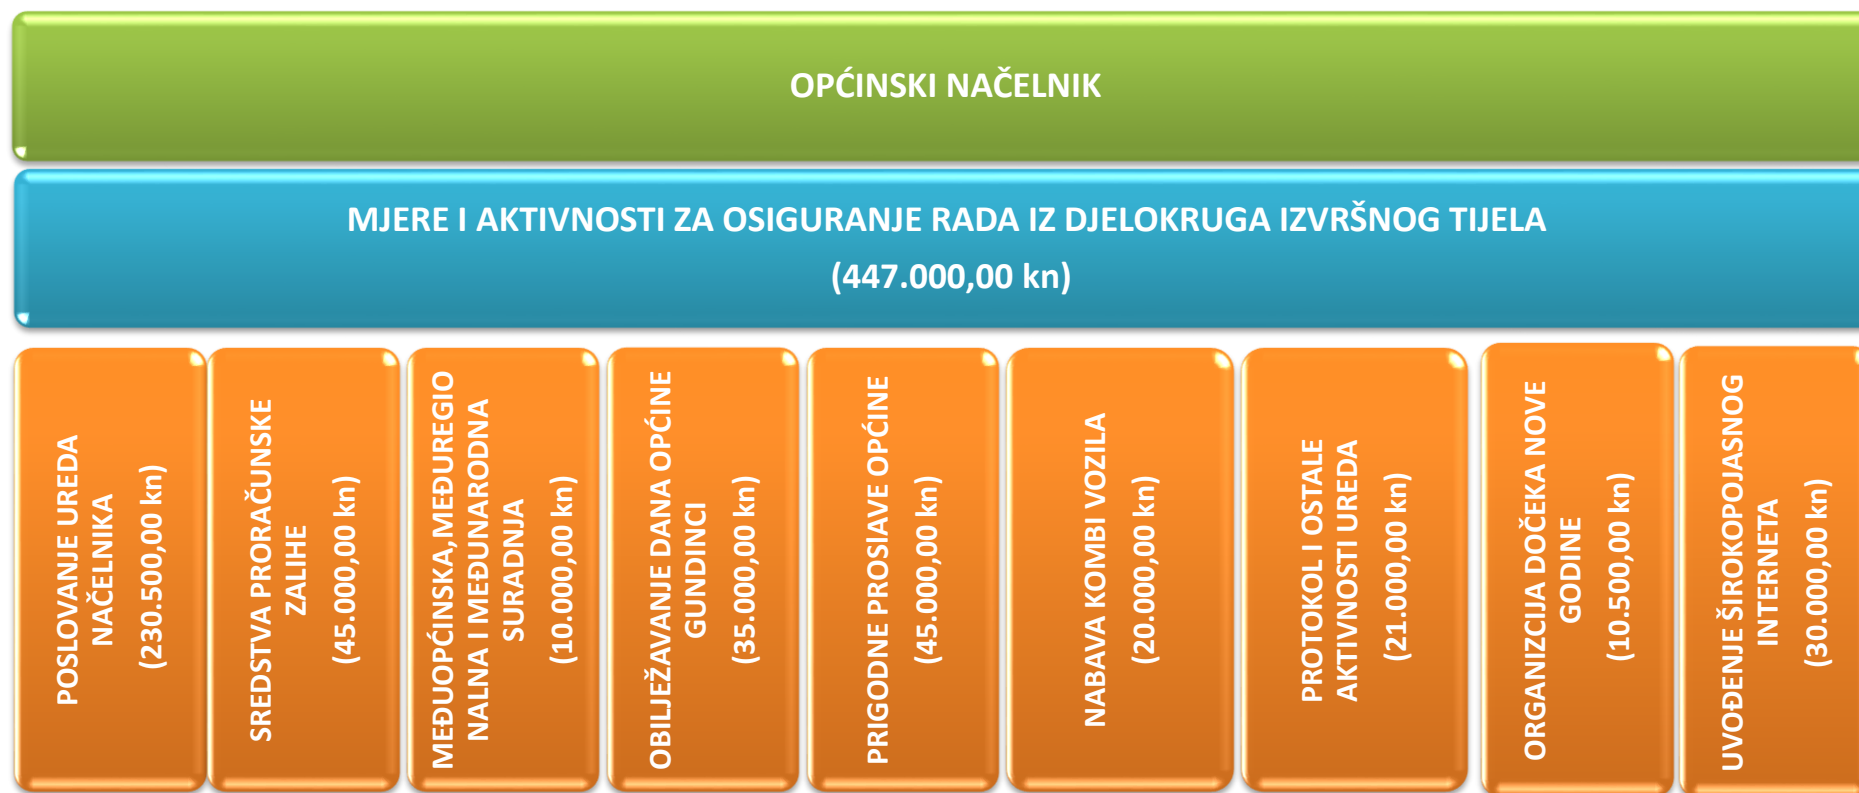 OPĆINSKI NAČELNIK
MJERE I AKTIVNOSTI ZA OSIGURANJE RADA IZ DJELOKRUGA IZVRŠNOG TIJELA
(447.000,00 kn)
POSLOVANJE UREDA
NAČELNIKA
(230.500,00 kn)
SREDSTVA PRORAČUNSKE
ZALIHE
(45.000,00 kn)
MEĐUOPĆINSKA,MEĐUREGIO
NALNA I MEĐUNARODNA
SURADNJA
(10.000,00 kn)
OBILJEŽAVANJE DANA OPĆINE
GUNDINCI
(35.000,00 kn)
PRIGODNE PROSlAVE OPĆINE
(45.000,00 kn)
NABAVA KOMBI VOZILA
(20.000,00 kn)
PROTOKOL I OSTALE
AKTIVNOSTI UREDA
(21.000,00 kn)
ORGANIZCIJA DOČEKA NOVE
GODINE
(10.500,00 kn)
UVOĐENJE ŠIROKOPOJASNOG
INTERNETA
(30.000,00 kn)